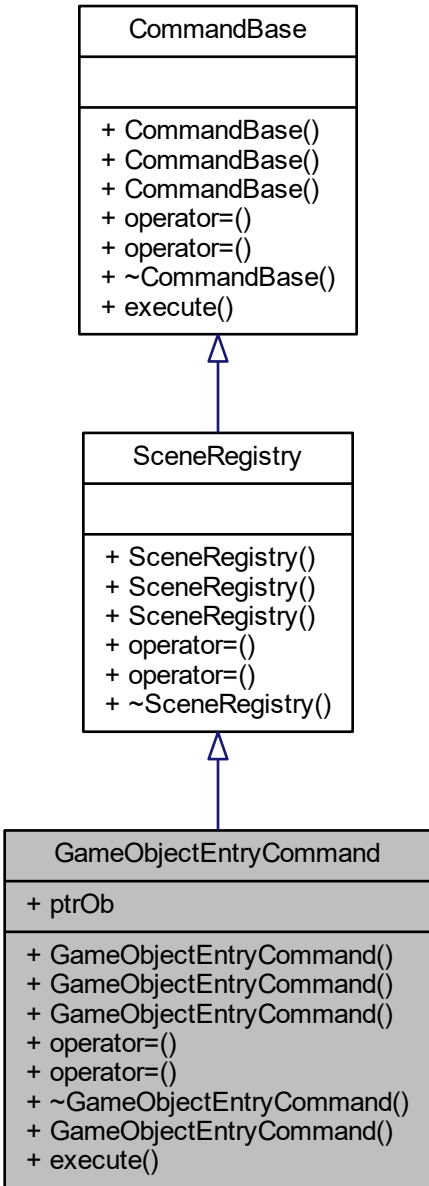 CommandBase
+ CommandBase()
+ CommandBase()
+ CommandBase()
+ operator=()
+ operator=()
+ ~CommandBase()
+ execute()
SceneRegistry
+ SceneRegistry()
+ SceneRegistry()
+ SceneRegistry()
+ operator=()
+ operator=()
+ ~SceneRegistry()
GameObjectEntryCommand
+ ptrOb
+ GameObjectEntryCommand()
+ GameObjectEntryCommand()
+ GameObjectEntryCommand()
+ operator=()
+ operator=()
+ ~GameObjectEntryCommand()
+ GameObjectEntryCommand()
+ execute()